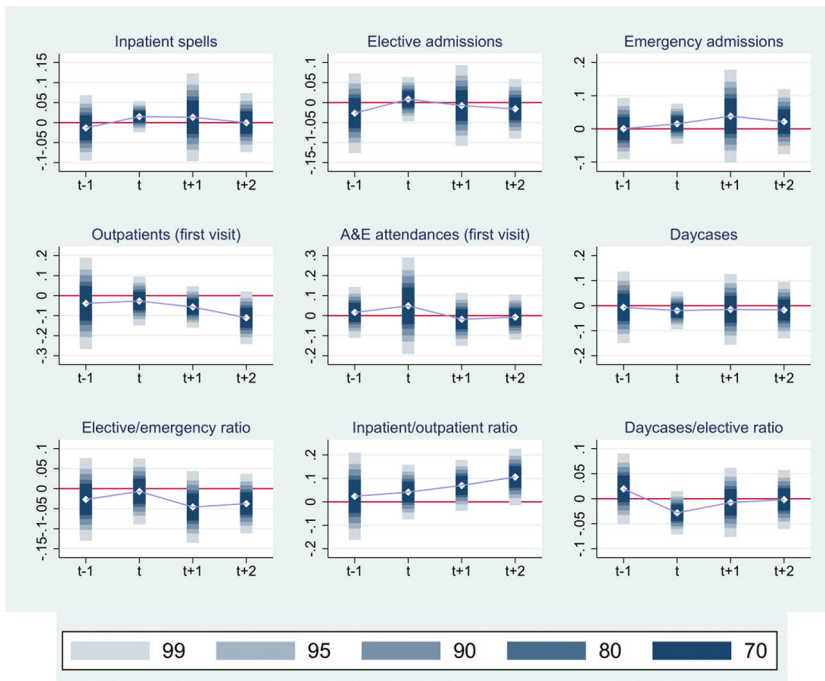 Inpatient spells
Elective admissions
Emergency admissions
-.1 -.05 0 .05 .15
-.15 -.1 -.05 0 .05 .1
-.1 0 .1 .2
t-1 t t+1 t+2
t-1 t t+1 t+2
t-1 t t+1 t+2
Outpatients (first visit)
A&E attendances (first visit)
Daycases
-.3 -.2 -.1 0 .1 .2
-.2 -.1 0 .1 .2 .3
-.2 -.1 0 .1 .2
t-1 t t+1 t+2
t-1 t t+1 t+2
t-1 t t+1 t+2
Elective/emergency ratio
Inpatient/outpatient ratio
Daycases/elective ratio
-.15 -.1 -.05 0 .05 .1
-.2 -.1 0 .1 .2
-.1 -.05 0 .05 .1
t-1 t t+1 t+2
t-1 t t+1 t+2
t-1 t t+1 t+2
99 95 90 80 70